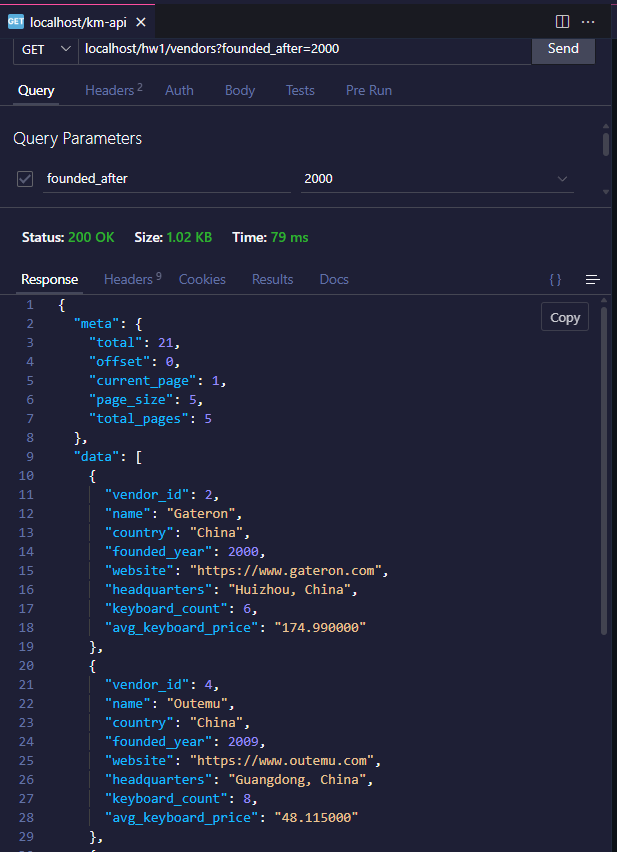 GET localhost/km-api
GET localhost/hw1/vendors?founded_after=2000 Send
Query Headers 2 Auth Body Tests Pre Run
Query Parameters
founded_after 2000
Status: 200 OK Size: 1.02 KB Time: 79 ms
Response Headers 9 Cookies Results Docs {}
Copy
1 {
2 "meta": {
3 "total": 21,
4 "offset": 0,
5 "current_page": 1,
6 "page_size": 5,
7 "total_pages": 5
8 },
9 "data": [
10 {
11 "vendor_id": 2,
12 "name": "Gateron",
13 "country": "China",
14 "founded_year": 2000,
15 "website": "https://www.gateron.com",
16 "headquarters": "Huizhou, China",
17 "keyboard_count": 6,
18 "avg_keyboard_price": "174.990000"
19 },
20 {
21 "vendor_id": 4,
22 "name": "Outemu",
23 "country": "China",
24 "founded_year": 2009,
25 "website": "https://www.outemu.com",
26 "headquarters": "Guangdong, China",
27 "keyboard_count": 8,
28 "avg_keyboard_price": "48.115000"
29 },